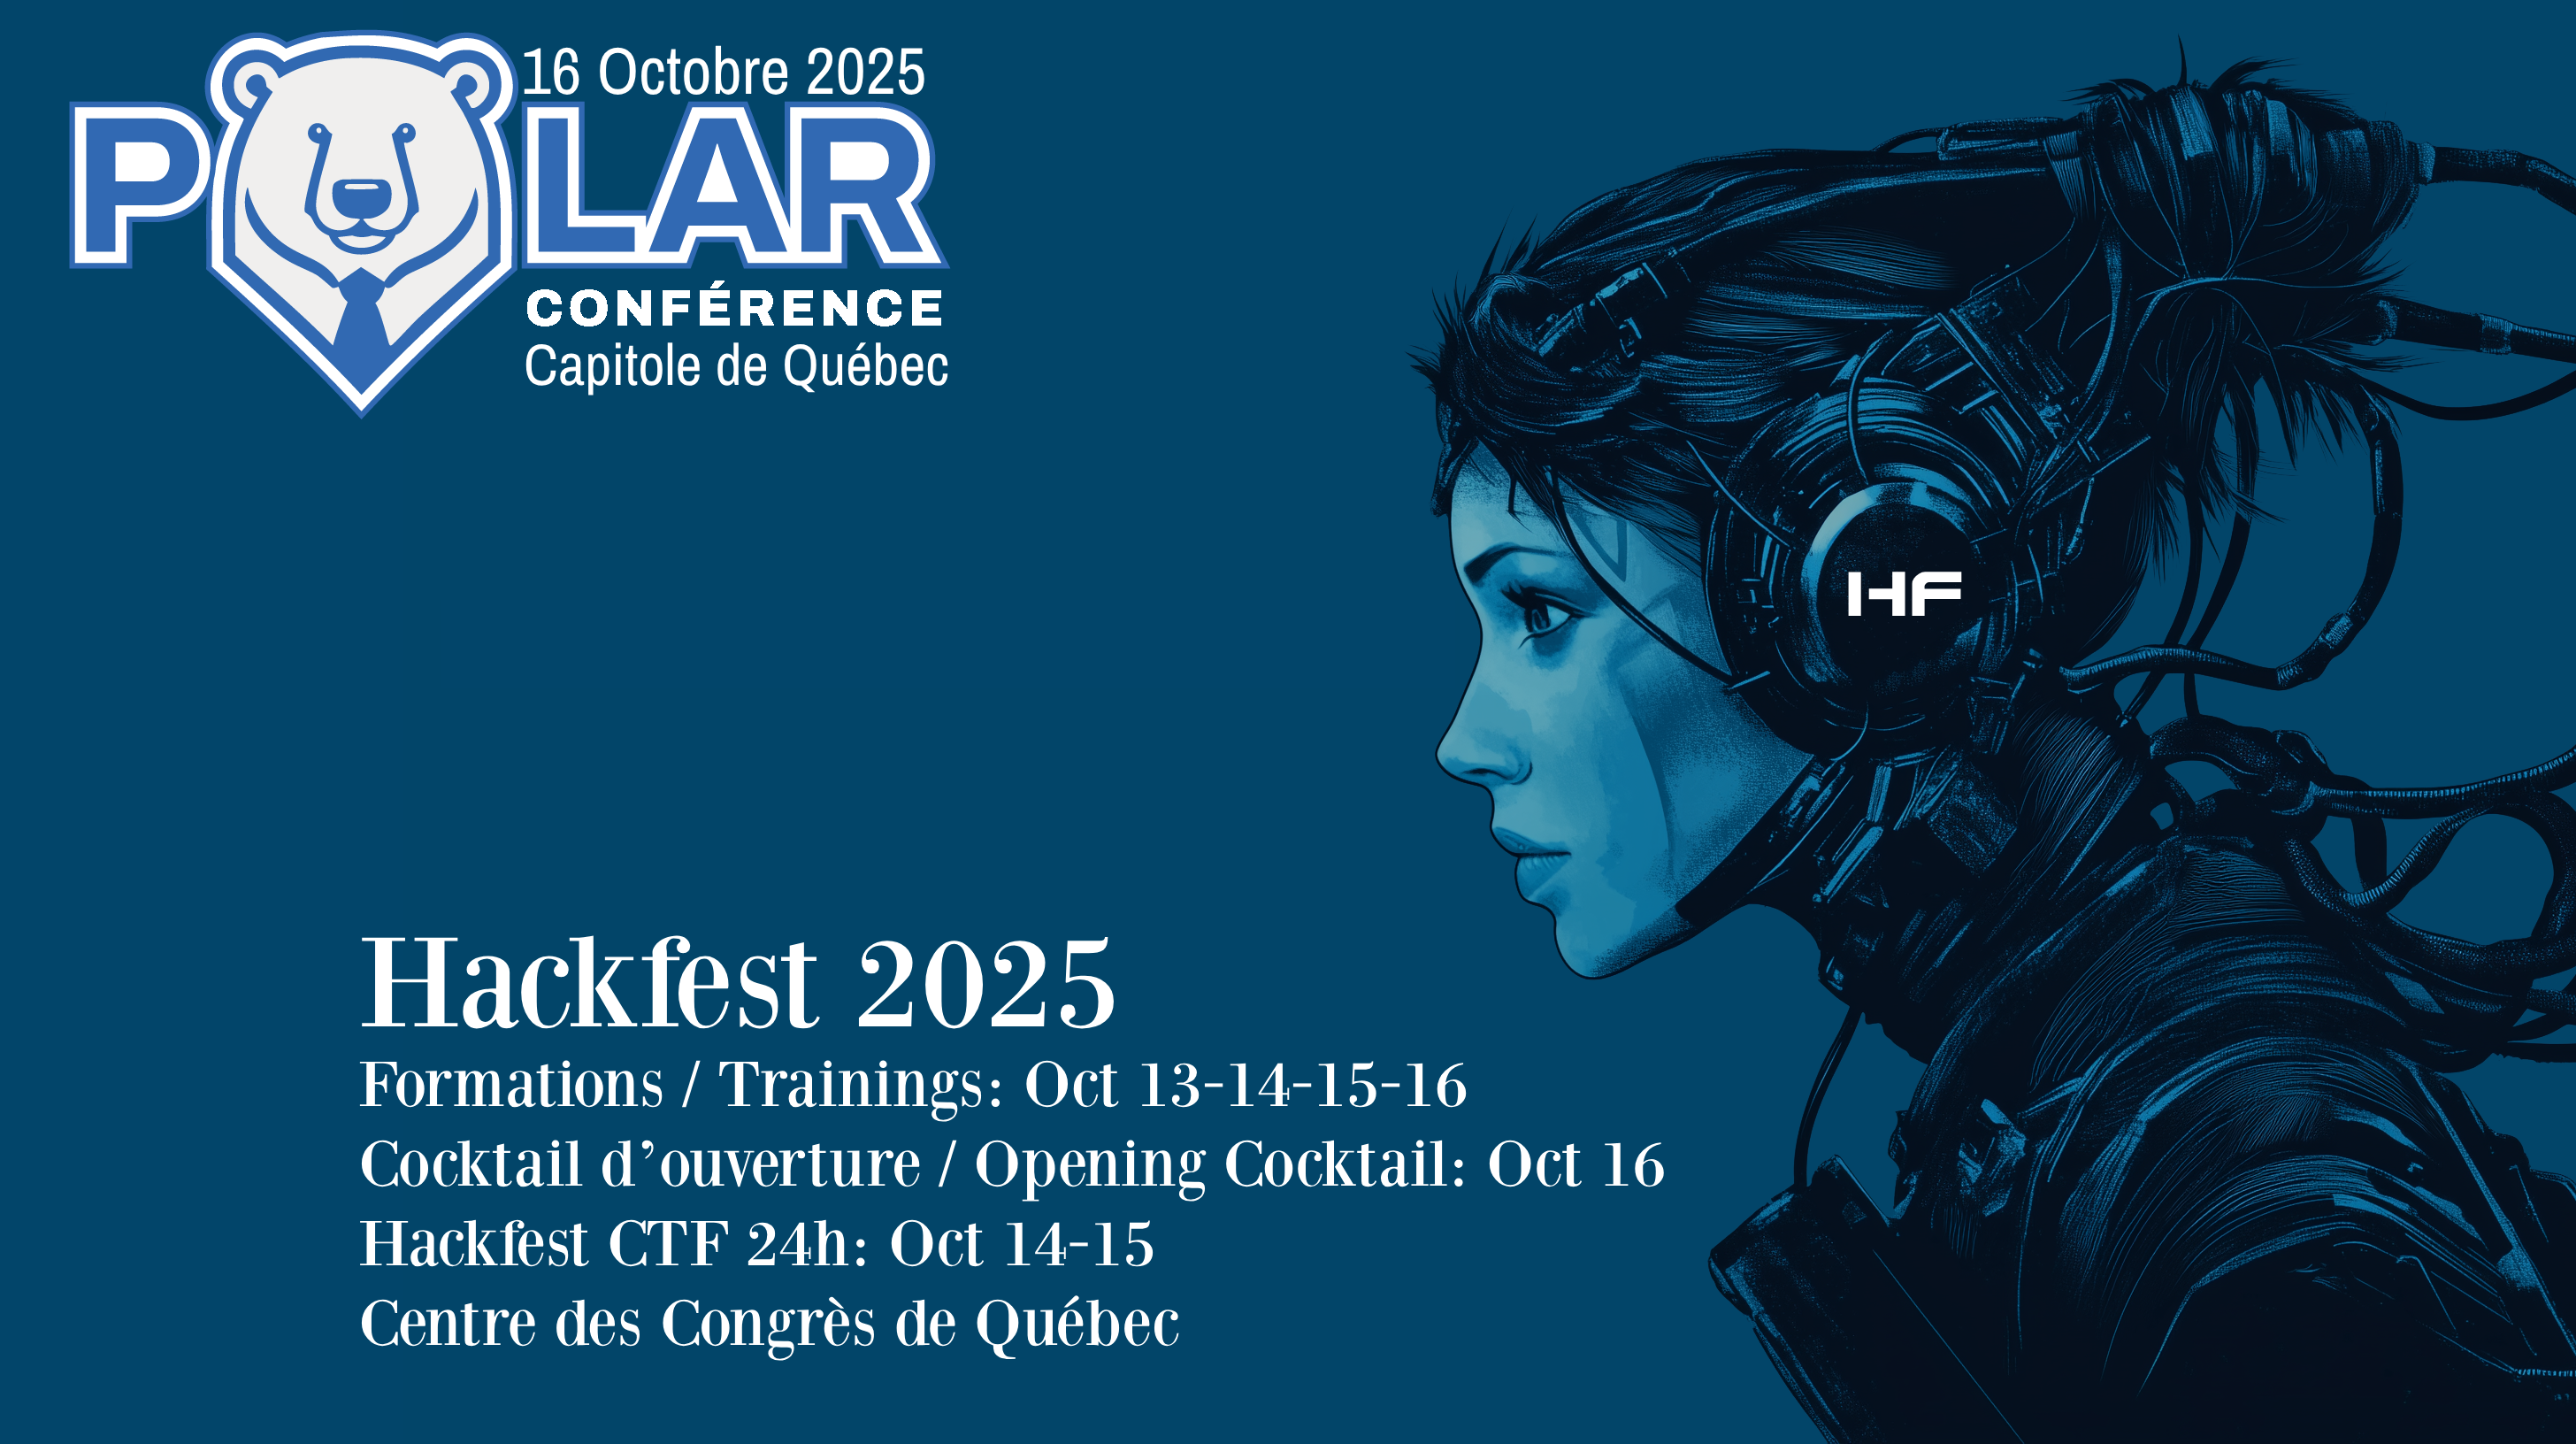 16 Octobre 2025
POLAR
CONFÉRENCE
Capitole de Québec
HF
Hackfest 2025
Formations / Trainings: Oct 13-14-15-16
Cocktail d’ouverture / Opening Cocktail: Oct 16
Hackfest CTF 24h: Oct 14-15
Centre des Congrès de Québec